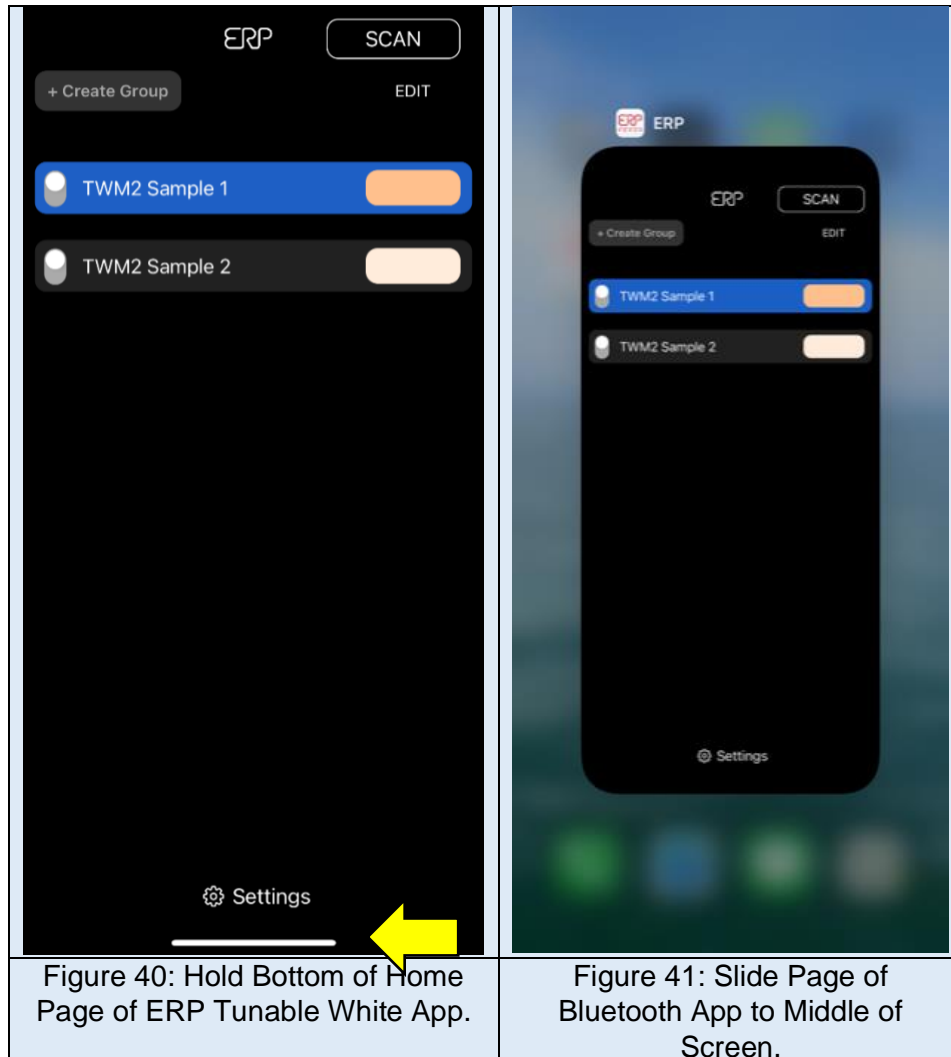 ERP SCAN
+ Create Group EDIT
TWM2 Sample 1
TWM2 Sample 2
Settings
Figure 40: Hold Bottom of Home
Page of ERP Tunable White App.
ERP ERP
ERP SCAN
+ Create Group EDIT
TWM2 Sample 1
TWM2 Sample 2
Settings
Figure 41: Slide Page of
Bluetooth App to Middle of
Screen.